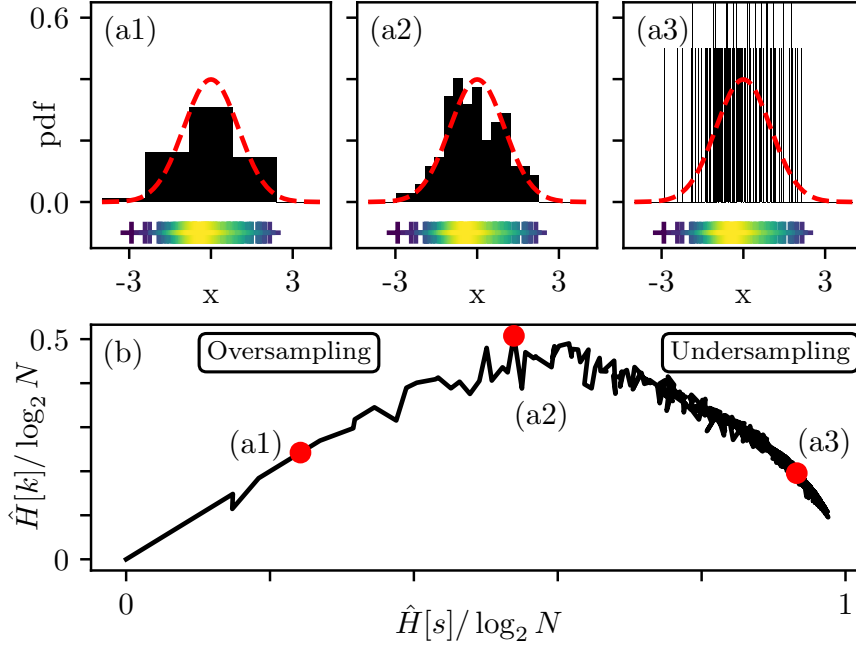 (a1) (a2) (a3)
0.6
pdf
0.0
-3 3 -3 3 -3 3
x x x
0.5
(b) Oversampling Undersampling
(a2)
(a1) (a3)
Ĥ[k]/ log₂ N
0
0 1
Ĥ[s]/ log₂ N